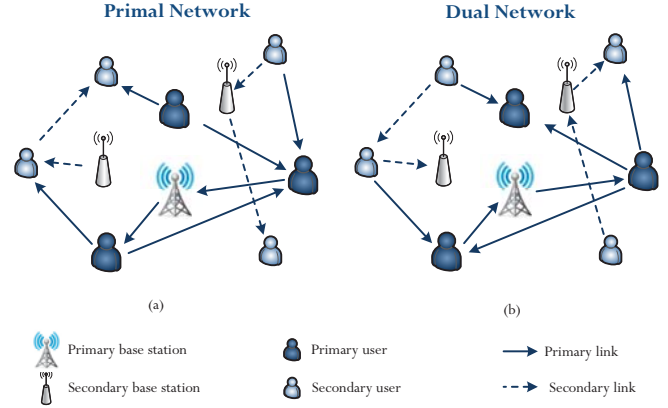 Primal Network
Dual Network
(a)
(b)
Primary base station
Primary user
Primary link
Secondary base station
Secondary user
Secondary link